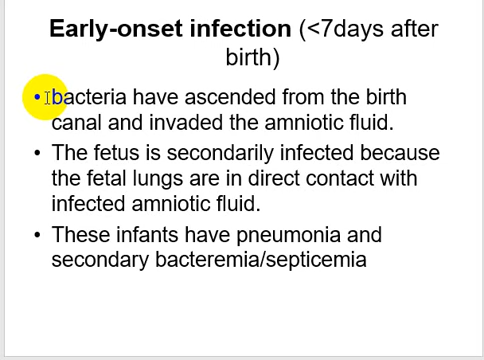 Early-onset infection (<7days after
birth)
• bacteria have ascended from the birth
canal and invaded the amniotic fluid.
• The fetus is secondarily infected because
the fetal lungs are in direct contact with
infected amniotic fluid.
• These infants have pneumonia and
secondary bacteremia/septicemia